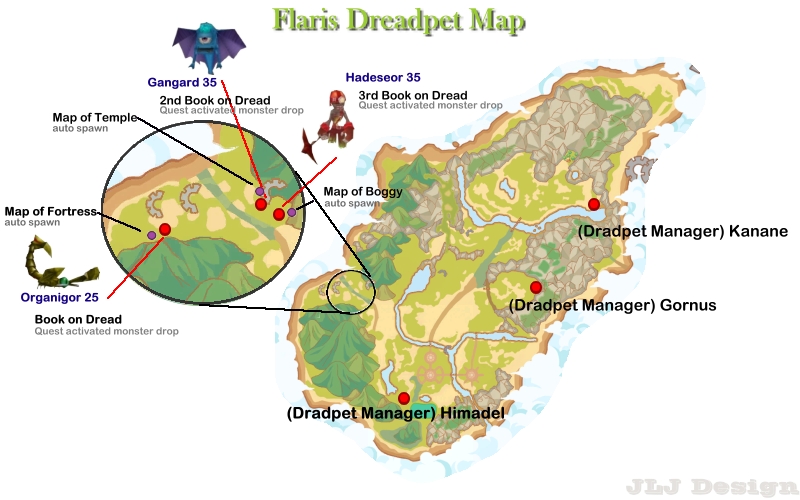 Flaris Dreadpet Map
Gangard 35
2nd Book on Dread
Quest activated monster drop
Hadeseor 35
3rd Book on Dread
Quest activated monster drop
Map of Temple
auto spawn
Map of Boggy
auto spawn
Map of Fortress
auto spawn
Organigor 25
Book on Dread
Quest activated monster drop
(Dradpet Manager) Kanane
(Dradpet Manager) Gornus
(Dradpet Manager) Himadel
JLJ Design